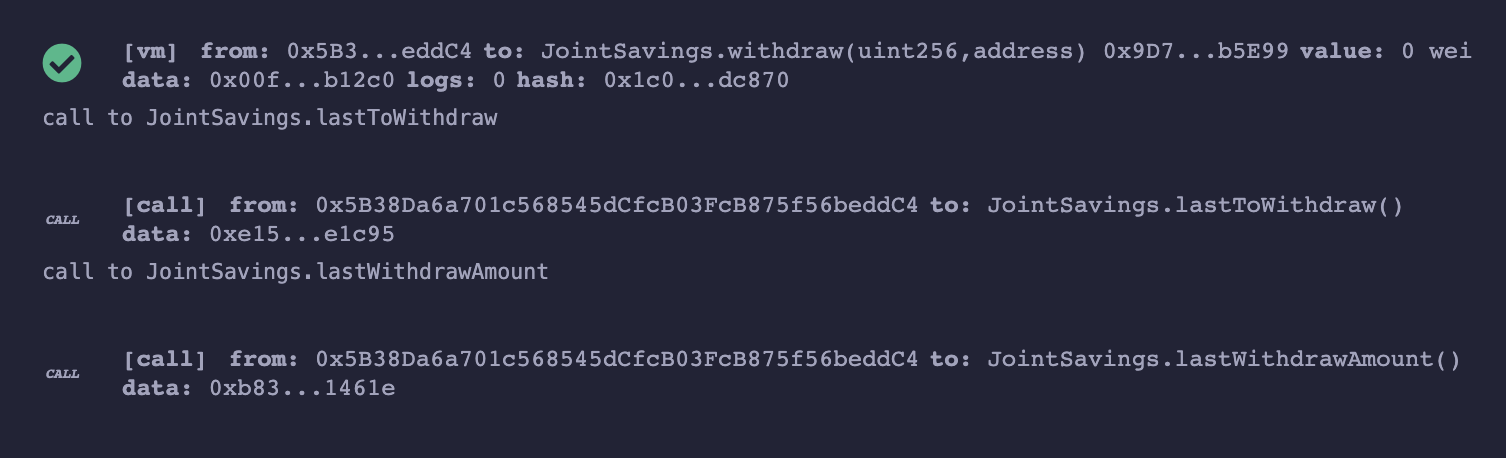 [vm] from: 0x5B3...eddC4 to: JointSavings.withdraw(uint256,address) 0x9D7...b5E99 value: 0 wei
data: 0x00f...b12c0 logs: 0 hash: 0x1c0...dc870
call to JointSavings.lastToWithdraw
CALL [call] from: 0x5B38Da6a701c568545dCfcB03FcB875f56beddC4 to: JointSavings.lastToWithdraw()
data: 0xe15...e1c95
call to JointSavings.lastWithdrawAmount
CALL [call] from: 0x5B38Da6a701c568545dCfcB03FcB875f56beddC4 to: JointSavings.lastWithdrawAmount()
data: 0xb83...1461e